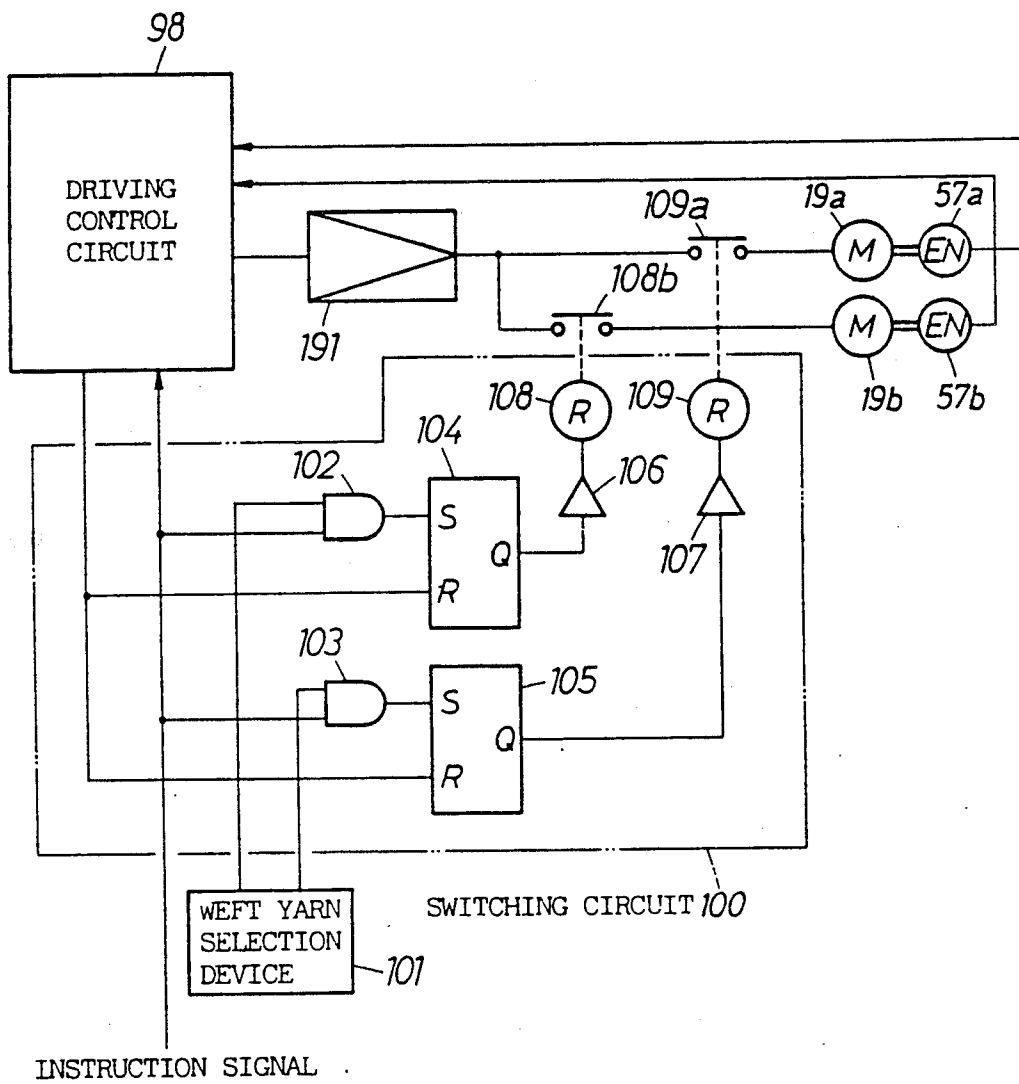 98
DRIVING
CONTROL
CIRCUIT
191
109a
108b
19a
57a
M
EN
M
EN
19b
57b
108
R
109
R
104
102
106
107
S
Q
R
103
105
S
Q
R
WEFT YARN
SELECTION
DEVICE
101
SWITCHING CIRCUIT 100
INSTRUCTION SIGNAL